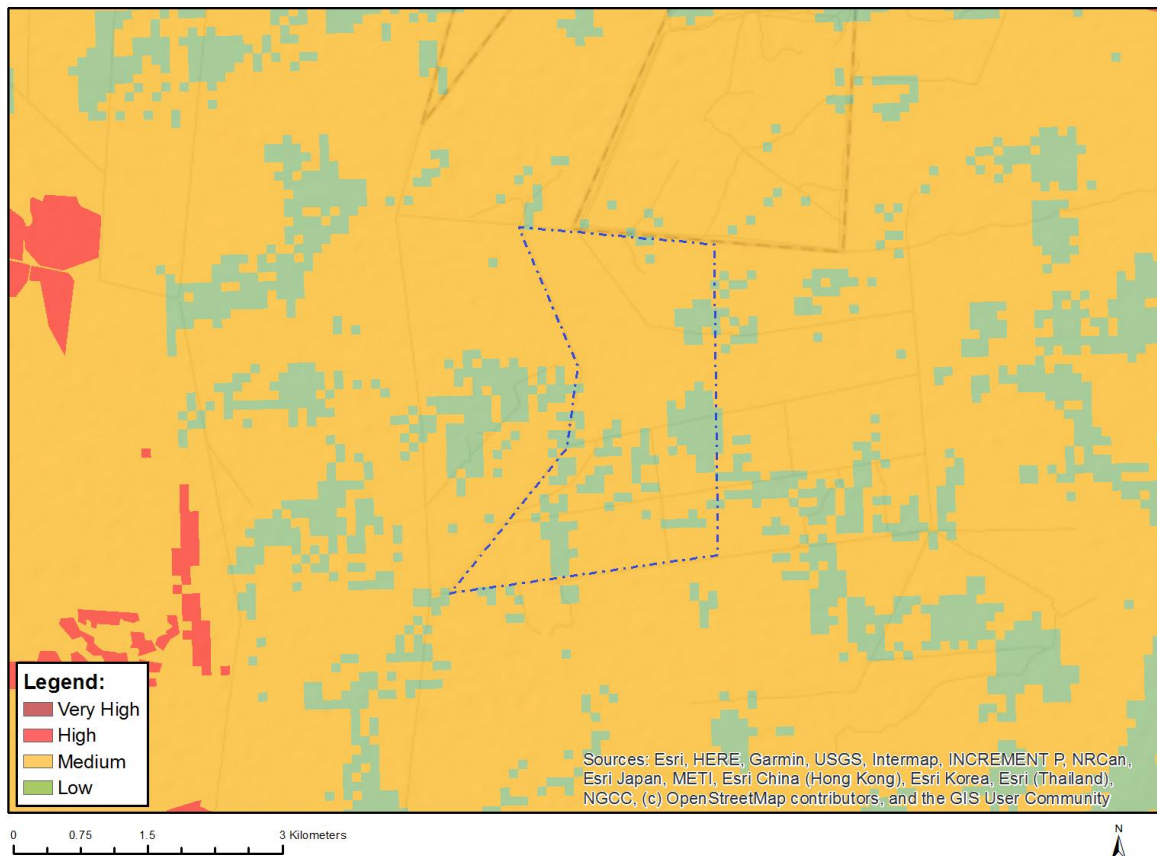 Legend:
Very High
High
Medium
Low
Sources: Esri, HERE, Garmin, USGS, Intermap, INCREMENT P, NRCan,
Esri Japan, METI, Esri China (Hong Kong), Esri Korea, Esri (Thailand),
NGCC, (c) OpenStreetMap contributors, and the GIS User Community
0 0.75 1.5 3 Kilometers
N